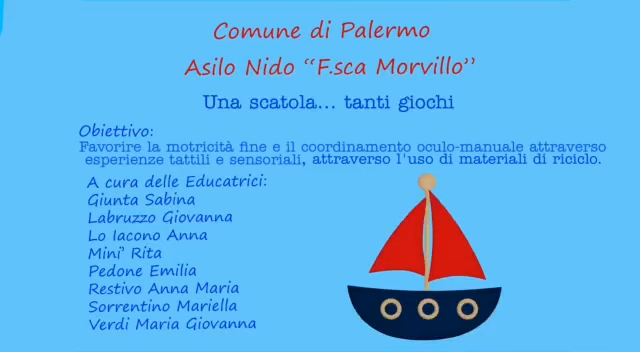 Comune di Palermo
Asilo Nido “F.sca Morvillo”
Una scatola... tanti giochi
Obiettivo:
Favorire la motricità fine e il coordinamento oculo-manuale attraverso
esperienze tattili e sensoriali, attraverso l'uso di materiali di riciclo.
A cura delle Educatrici:
Giunta Sabina
Labruzzo Giovanna
Lo Iacono Anna
Mini’ Rita
Pedone Emilia
Restivo Anna Maria
Sorrentino Mariella
Verdi Maria Giovanna